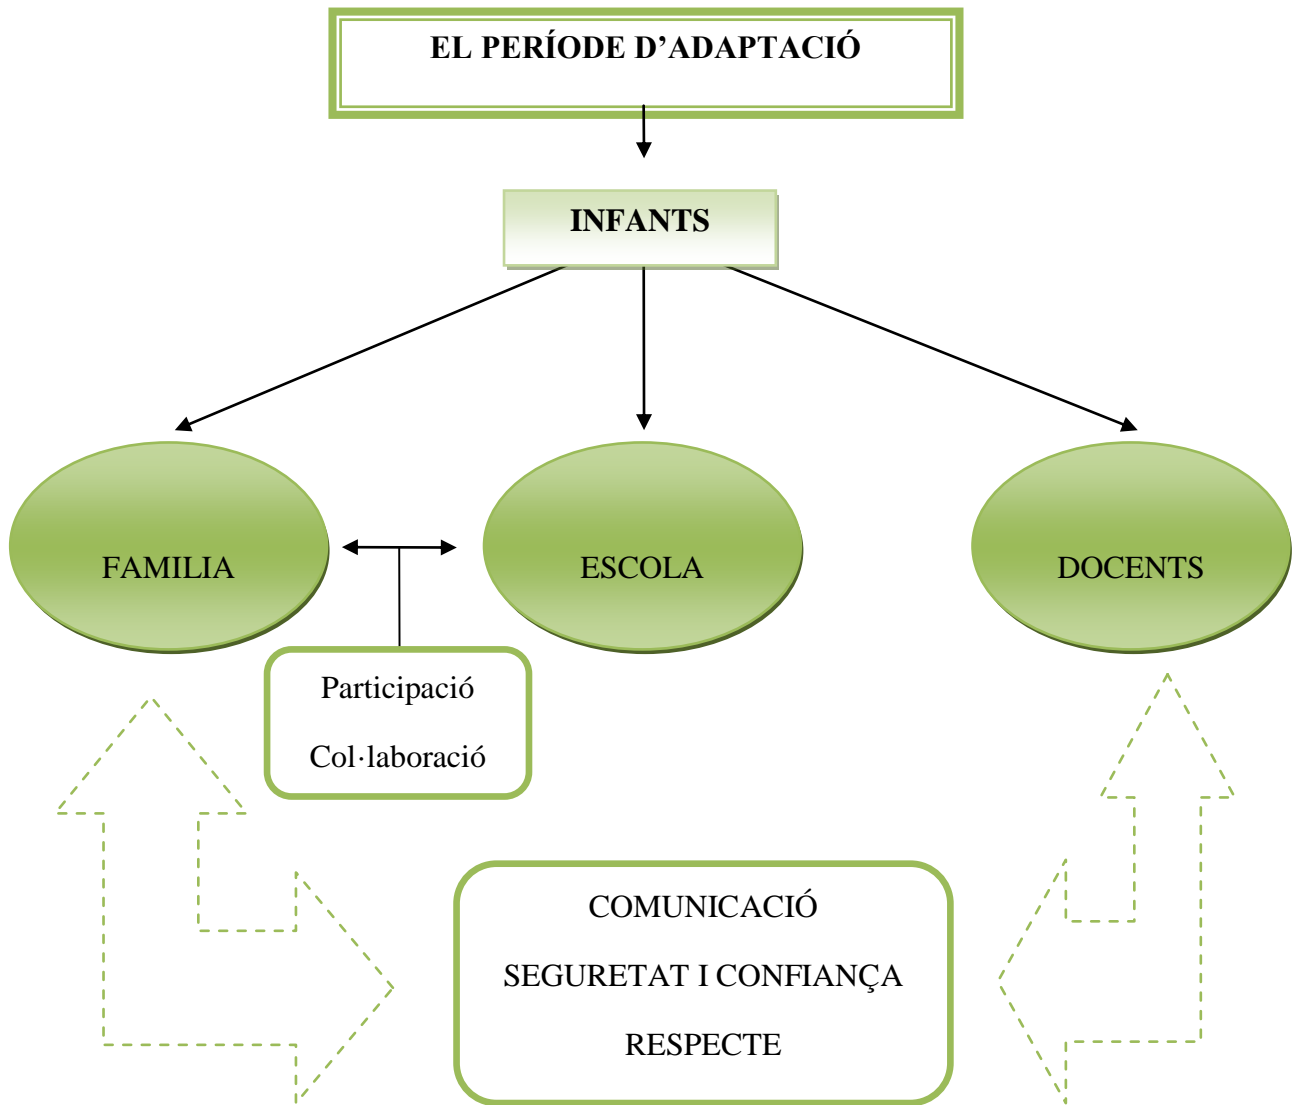 EL PERÍODE D’ADAPTACIÓ
INFANTS
FAMILIA
ESCOLA
DOCENTS
Participació
Col·laboració
COMUNICACIÓ
SEGURETAT I CONFIANÇA
RESPECTE